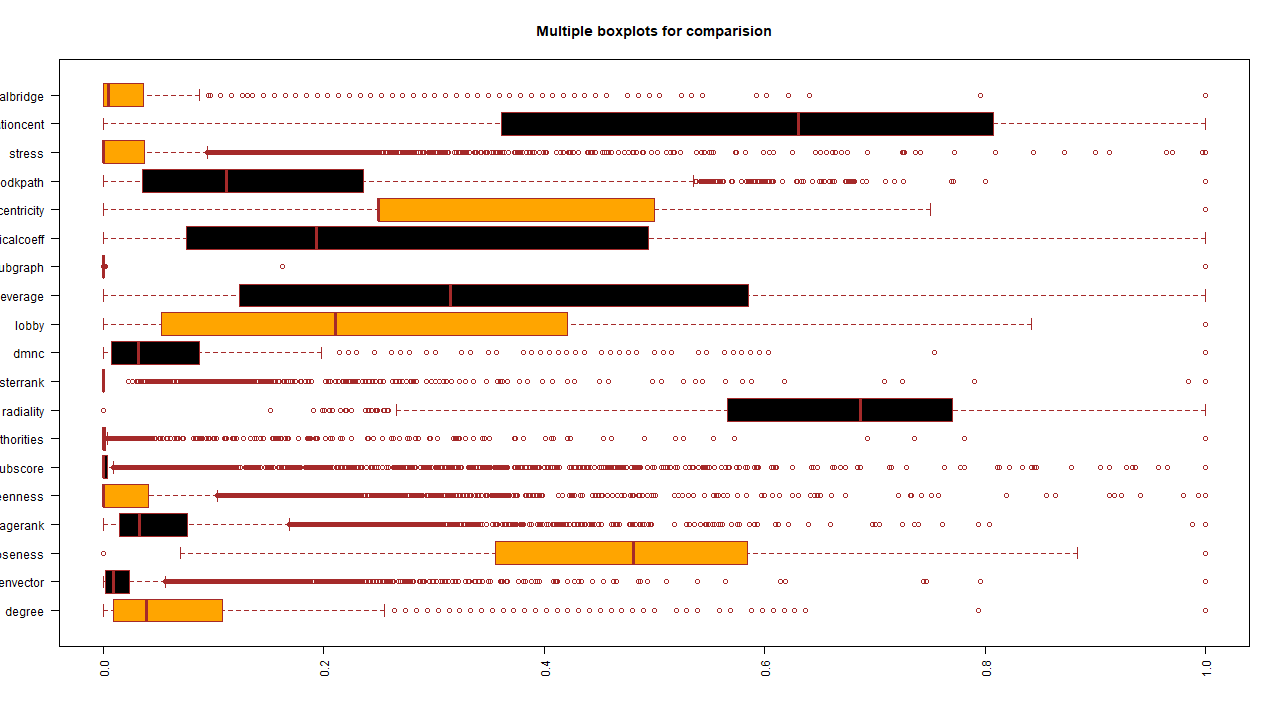 Multiple boxplots for comparision
albridge
tioncent
stress
odkpath
centricity
icalcoeff
ubgraph
everage
lobby
dmnc
sterrank
radiality
thorities
ubscore
eenness
agerank
oseness
envector
degree
0.0 0.2 0.4 0.6 0.8 1.0